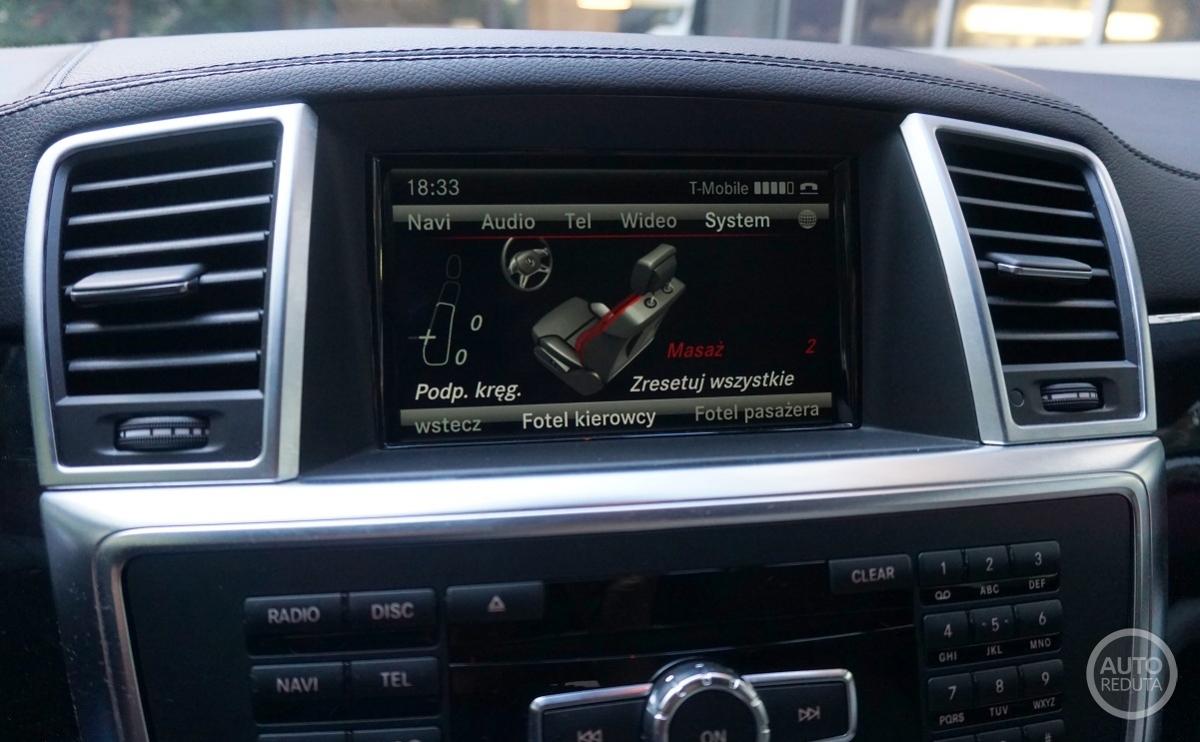 18:33 T-Mobile
Navi Audio Tel Wideo System
0
0
Masaż 2
Podp. kręg. Zresetuj wszystkie
wstecz Fotel kierowcy Fotel pasażera
RADIO DISC CLEAR 1 2 ABC 3 DEF
NAVI TEL 4 GHI 5 JKL 6 MNO
7 PQRS 8 TUV 9 WXYZ
ON
AUTO
REDUTA